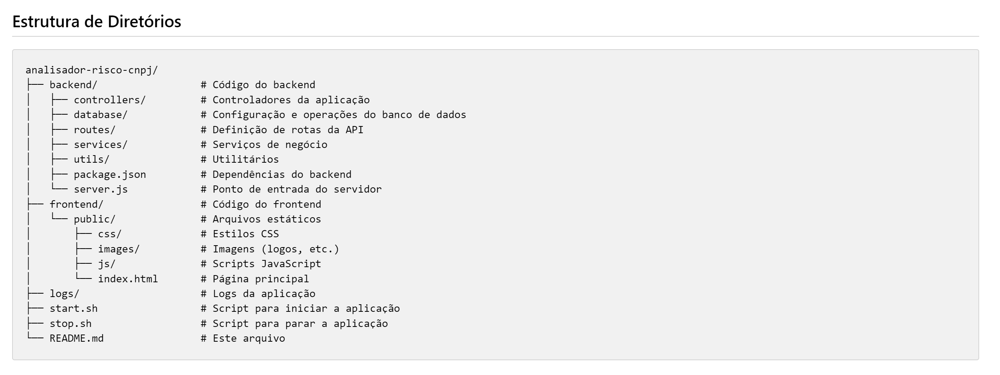 Estrutura de Diretórios
analisador-risco-cnpj/
├── backend/                 # Código do backend
│   ├── controllers/         # Controladores da aplicação
│   ├── database/            # Configuração e operações do banco de dados
│   ├── routes/              # Definição de rotas da API
│   ├── services/            # Serviços de negócio
│   ├── utils/               # Utilitários
│   ├── package.json         # Dependências do backend
│   └── server.js            # Ponto de entrada do servidor
├── frontend/                # Código do frontend
│   └── public/              # Arquivos estáticos
│       ├── css/             # Estilos CSS
│       ├── images/          # Imagens (logos, etc.)
│       ├── js/              # Scripts JavaScript
│       └── index.html       # Página principal
├── logs/                    # Logs da aplicação
├── start.sh                 # Script para iniciar a aplicação
├── stop.sh                  # Script para parar a aplicação
└── README.md                # Este arquivo